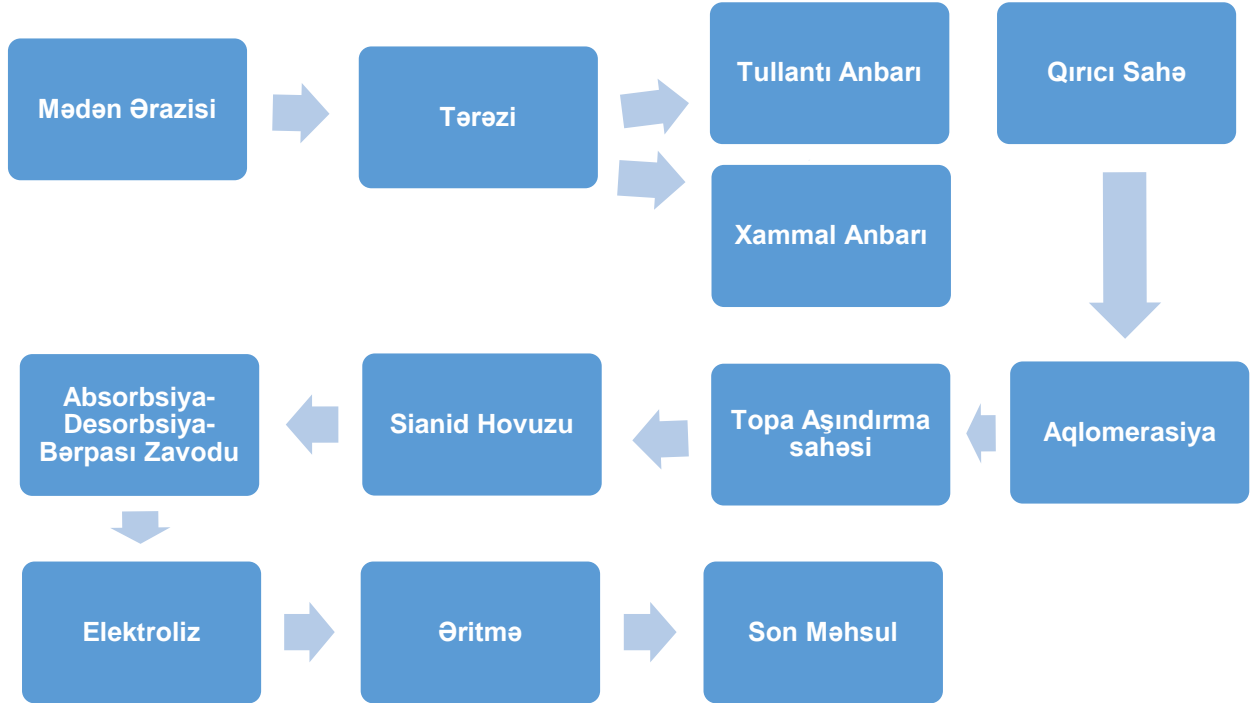 Mədən Ərazisi
Tərəzi
Tullantı Anbarı
Xammal Anbarı
Qırıcı Sahə
Aqlomerasiya
Topa Aşındırma
sahəsi
Sianid Hovuzu
Absorbsiya-
Desorbsiya-
Bərpası Zavodu
Elektroliz
Əritmə
Son Məhsul